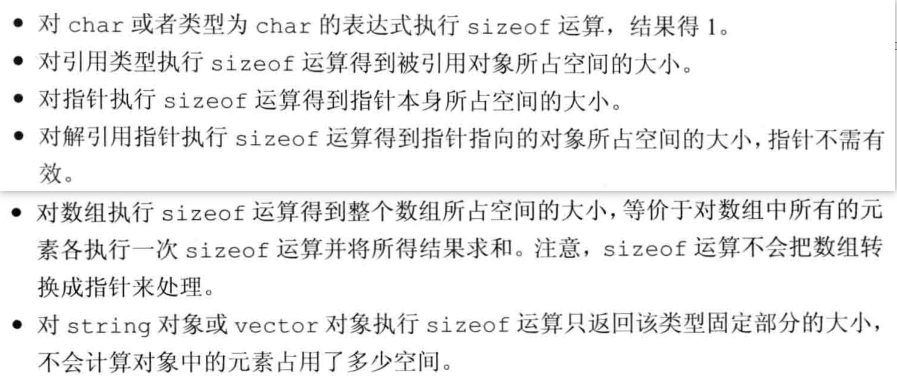 • 对 char 或者类型为 char 的表达式执行 sizeof 运算，结果得 1。
• 对引用类型执行 sizeof 运算得到被引用对象所占空间的大小。
• 对指针执行 sizeof 运算得到指针本身所占空间的大小。
• 对解引用指针执行 sizeof 运算得到指针指向的对象所占空间的大小，指针不需有
效。
• 对数组执行 sizeof 运算得到整个数组所占空间的大小，等价于对数组中所有的元
素各执行一次 sizeof 运算并将所得结果求和。注意，sizeof 运算不会把数组转
换成指针来处理。
• 对 string 对象或 vector 对象执行 sizeof 运算只返回该类型固定部分的大小，
不会计算对象中的元素占用了多少空间。